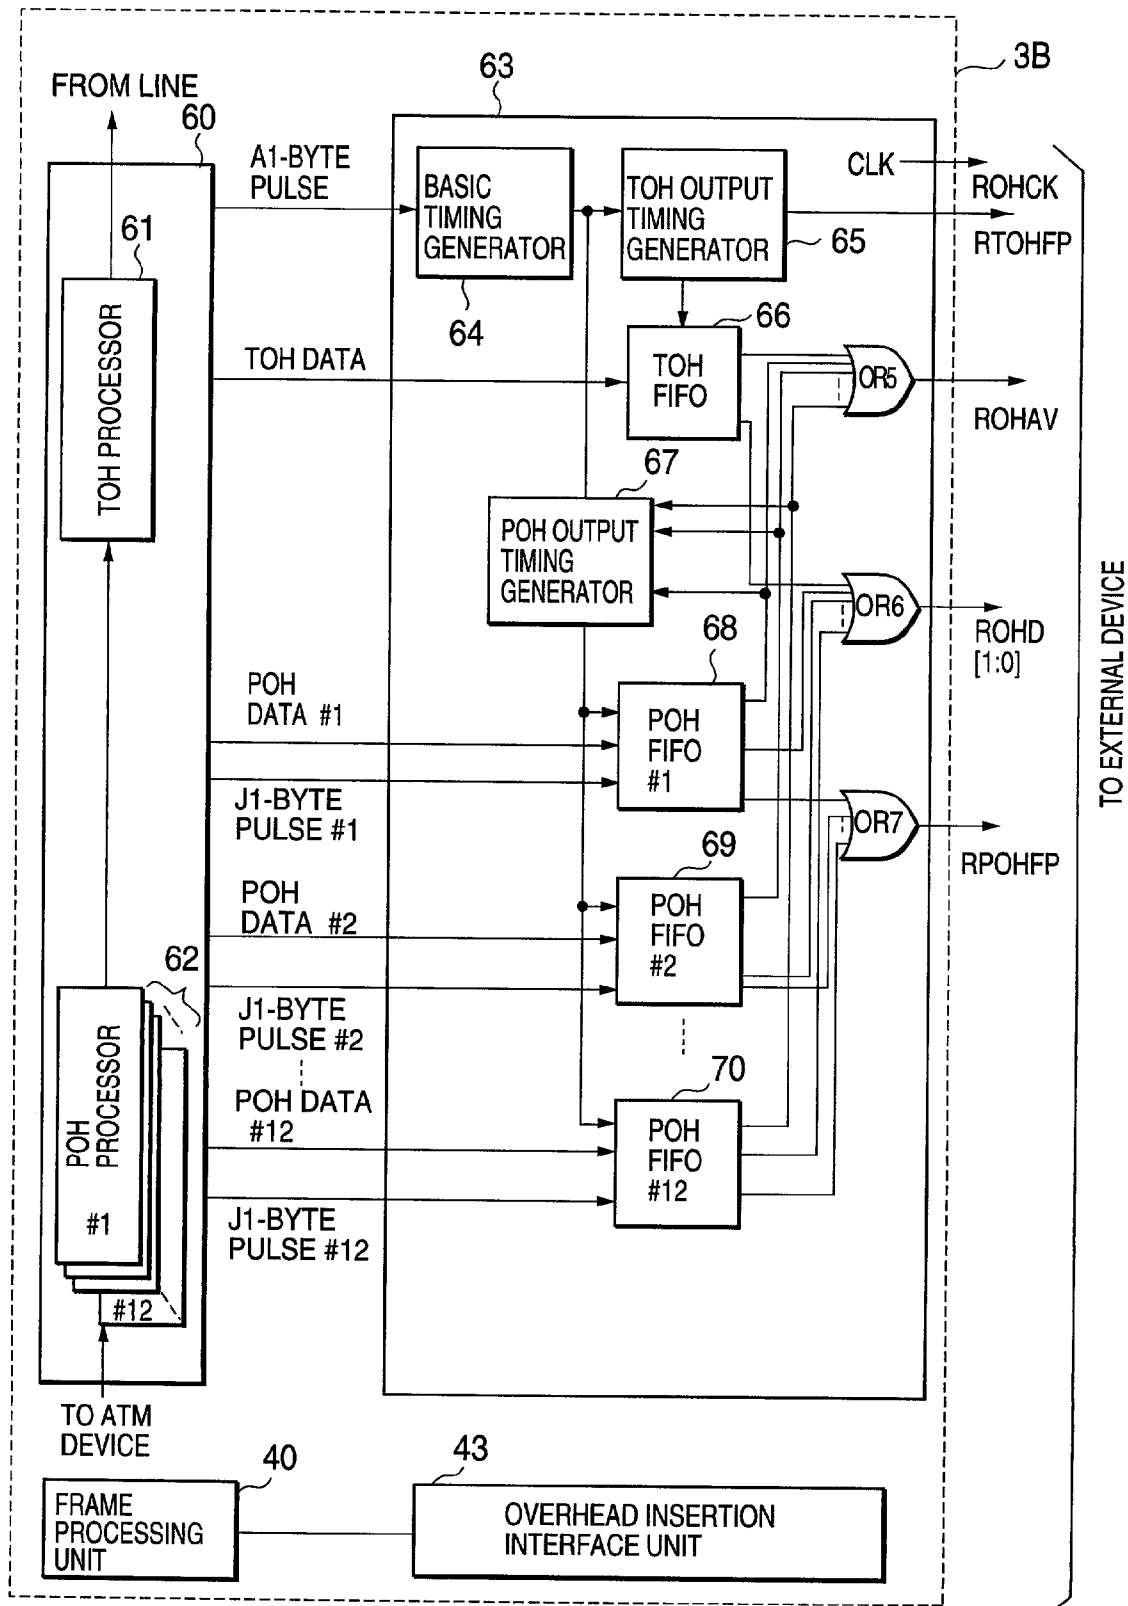 3B
63
FROM LINE
60
A1-BYTE
PULSE
BASIC
TIMING
GENERATOR
64
TOH OUTPUT
TIMING
GENERATOR
65
CLK
ROHCK
RTOHFP
61
TOH PROCESSOR
TOH DATA
66
TOH
FIFO
OR5
ROHAV
67
POH OUTPUT
TIMING
GENERATOR
OR6
ROHD
[1:0]
TO EXTERNAL DEVICE
POH
DATA #1
68
POH
FIFO
#1
J1-BYTE
PULSE #1
OR7
RPOHFP
69
POH
DATA #2
POH
FIFO
#2
62
J1-BYTE
PULSE #2
POH
PROCESSOR
#1
#12
70
POH DATA
#12
POH
FIFO
#12
J1-BYTE
PULSE #12
TO ATM
DEVICE
40
FRAME
PROCESSING
UNIT
43
OVERHEAD INSERTION
INTERFACE UNIT